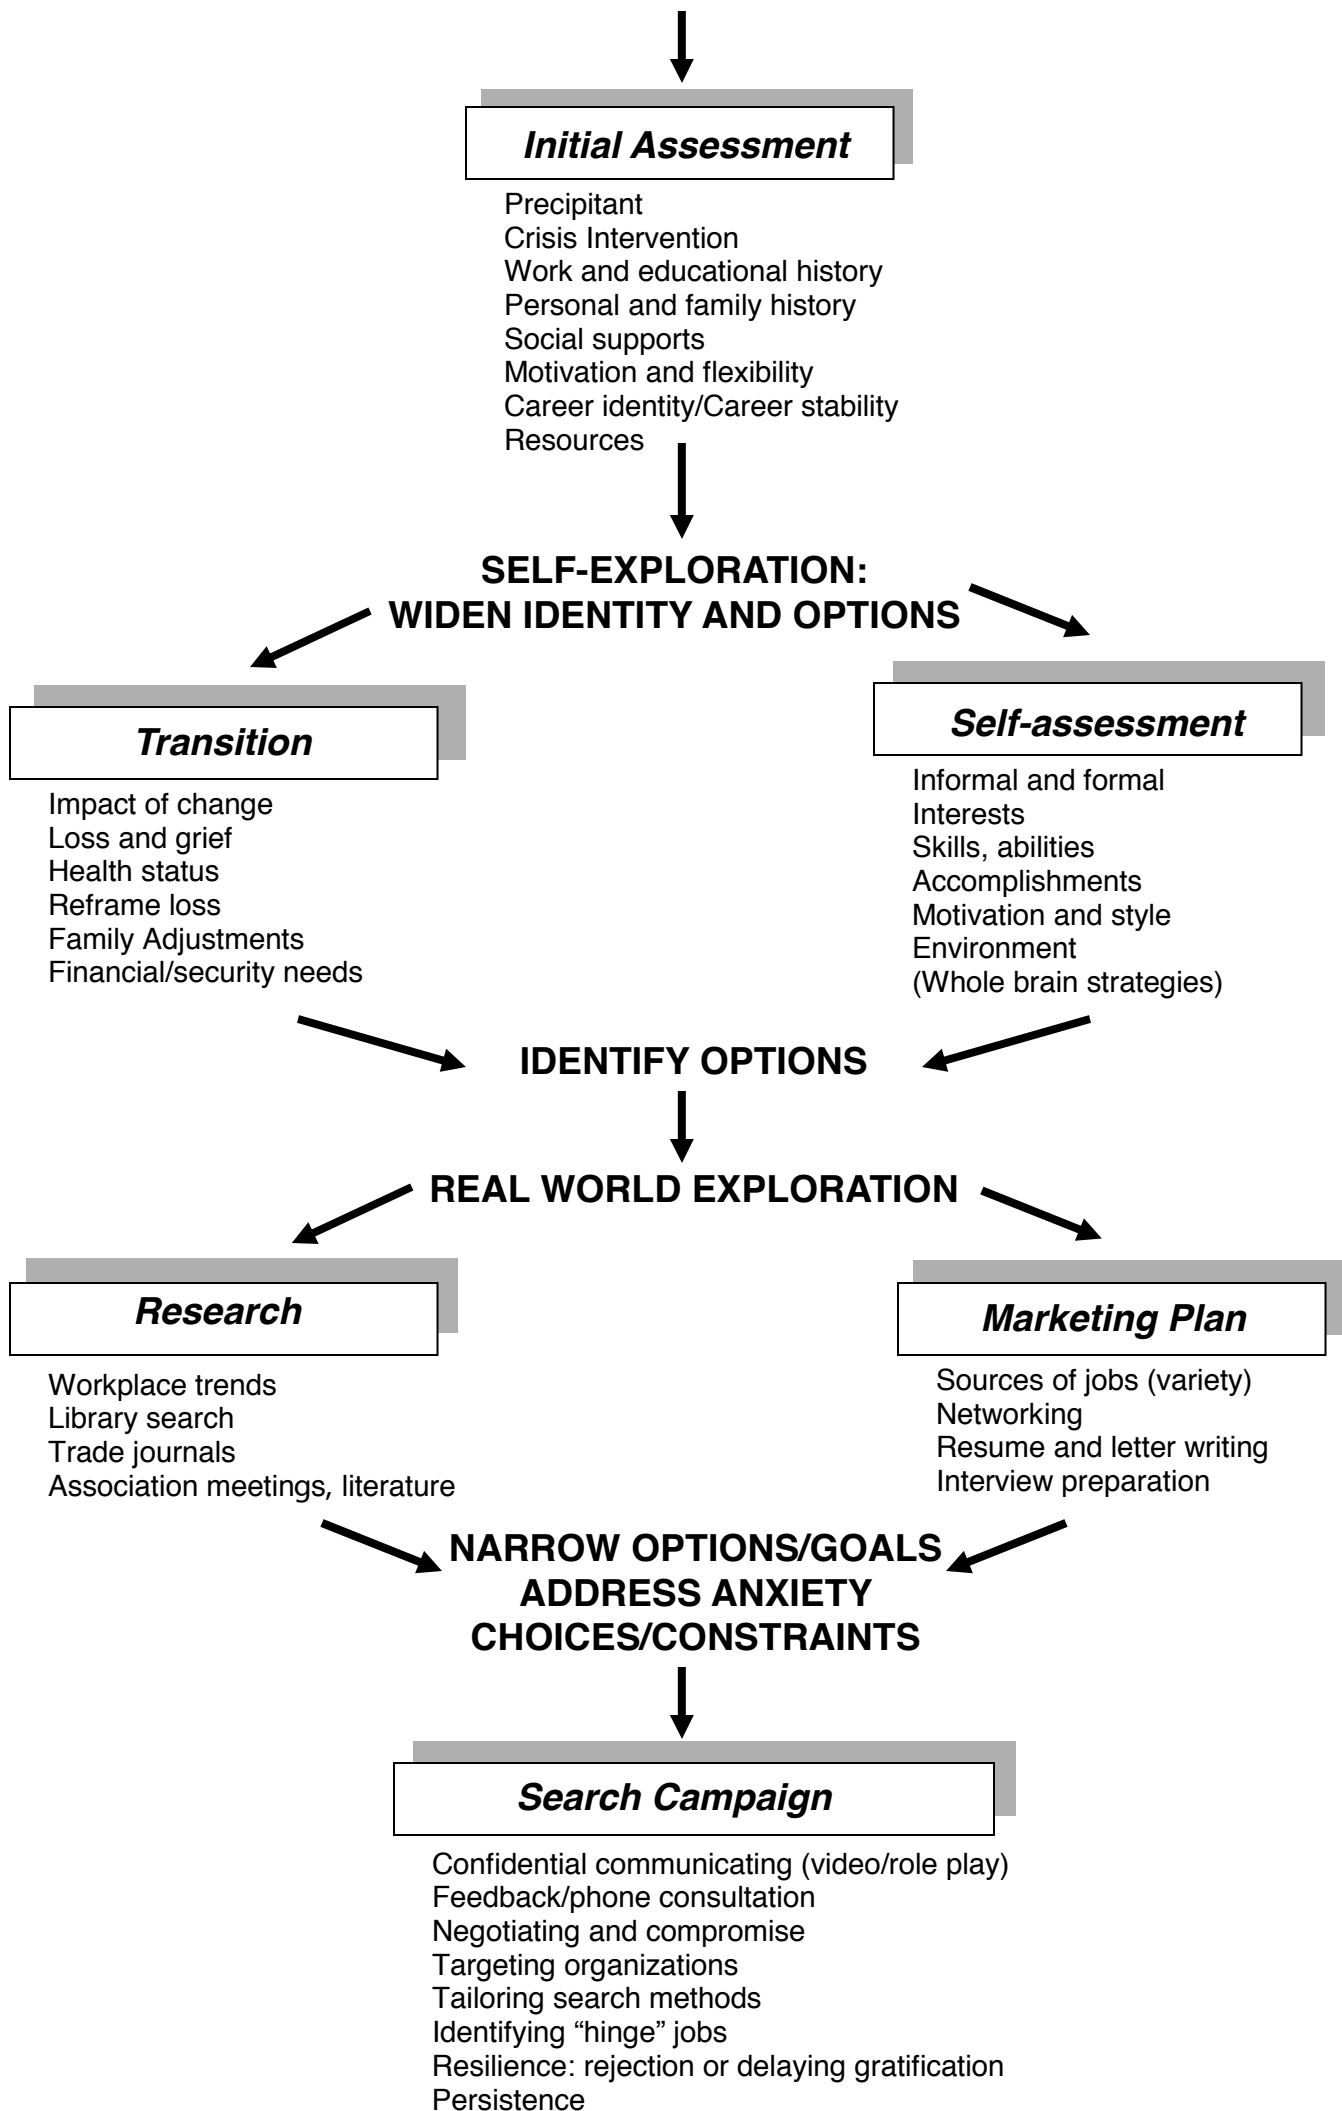 Initial Assessment
Precipitant
Crisis Intervention
Work and educational history
Personal and family history
Social supports
Motivation and flexibility
Career identity/Career stability
Resources
SELF-EXPLORATION:
WIDEN IDENTITY AND OPTIONS
Transition
Impact of change
Loss and grief
Health status
Reframe loss
Family Adjustments
Financial/security needs
Self-assessment
Informal and formal
Interests
Skills, abilities
Accomplishments
Motivation and style
Environment
(Whole brain strategies)
IDENTIFY OPTIONS
REAL WORLD EXPLORATION
Research
Workplace trends
Library search
Trade journals
Association meetings, literature
Marketing Plan
Sources of jobs (variety)
Networking
Resume and letter writing
Interview preparation
NARROW OPTIONS/GOALS
ADDRESS ANXIETY
CHOICES/CONSTRAINTS
Search Campaign
Confidential communicating (video/role play)
Feedback/phone consultation
Negotiating and compromise
Targeting organizations
Tailoring search methods
Identifying “hinge” jobs
Resilience: rejection or delaying gratification
Persistence